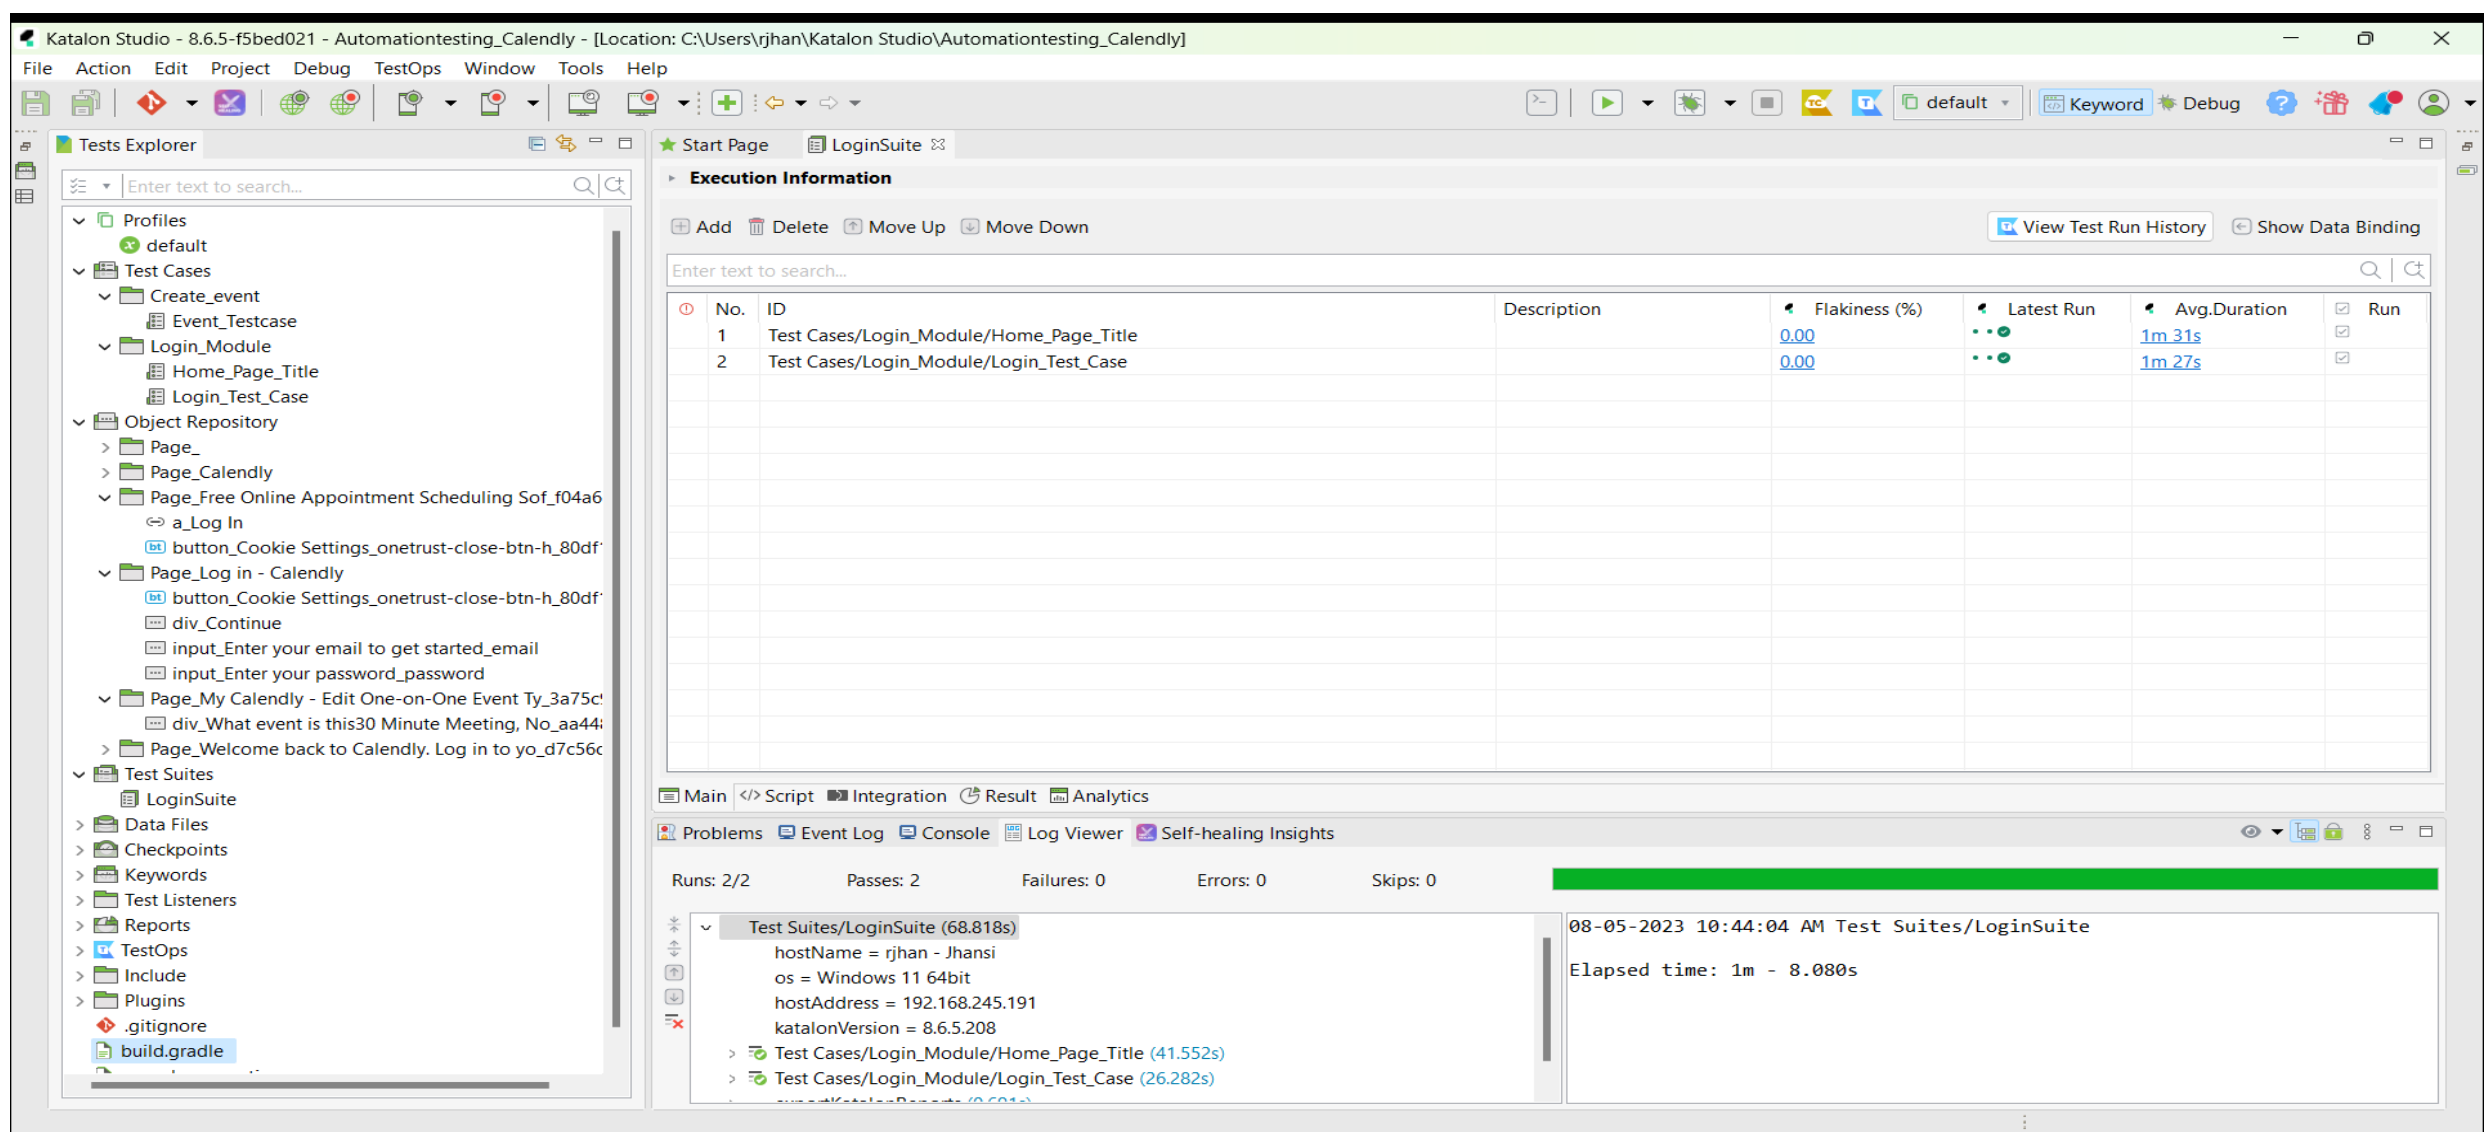 Katalon Studio - 8.6.5-f5bed021 - Automationtesting_Calendly - [Location: C:\Users\rjhan\Katalon Studio\Automationtesting_Calendly]
File Action Edit Project Debug TestOps Window Tools Help
default Keyword Debug
Tests Explorer
Enter text to search...
Profiles
default
Test Cases
Create_event
Event_Testcase
Login_Module
Home_Page_Title
Login_Test_Case
Object Repository
Page_
Page_Calendly
Page_Free Online Appointment Scheduling Sof_f04a6
a_Log In
button_Cookie Settings_onetrust-close-btn-h_80df
Page_Log in - Calendly
button_Cookie Settings_onetrust-close-btn-h_80df
div_Continue
input_Enter your email to get started_email
input_Enter your password_password
Page_My Calendly - Edit One-on-One Event Ty_3a75c
div_What event is this30 Minute Meeting, No_aa44
Page_Welcome back to Calendly. Log in to yo_d7c56c
Test Suites
LoginSuite
Data Files
Checkpoints
Keywords
Test Listeners
Reports
TestOps
Include
Plugins
.gitignore
build.gradle
Start Page LoginSuite
Execution Information
Add Delete Move Up Move Down View Test Run History Show Data Binding
Enter text to search...
No. ID Description Flakiness (%) Latest Run Avg.Duration Run
1 Test Cases/Login_Module/Home_Page_Title 0.00 1m 31s
2 Test Cases/Login_Module/Login_Test_Case 0.00 1m 27s
Main </> Script Integration Result Analytics
Problems Event Log Console Log Viewer Self-healing Insights
Runs: 2/2 Passes: 2 Failures: 0 Errors: 0 Skips: 0
Test Suites/LoginSuite (68.818s)
hostName = rjhan - Jhansi
os = Windows 11 64bit
hostAddress = 192.168.245.191
katalonVersion = 8.6.5.208
Test Cases/Login_Module/Home_Page_Title (41.552s)
Test Cases/Login_Module/Login_Test_Case (26.282s)
08-05-2023 10:44:04 AM Test Suites/LoginSuite
Elapsed time: 1m - 8.080s